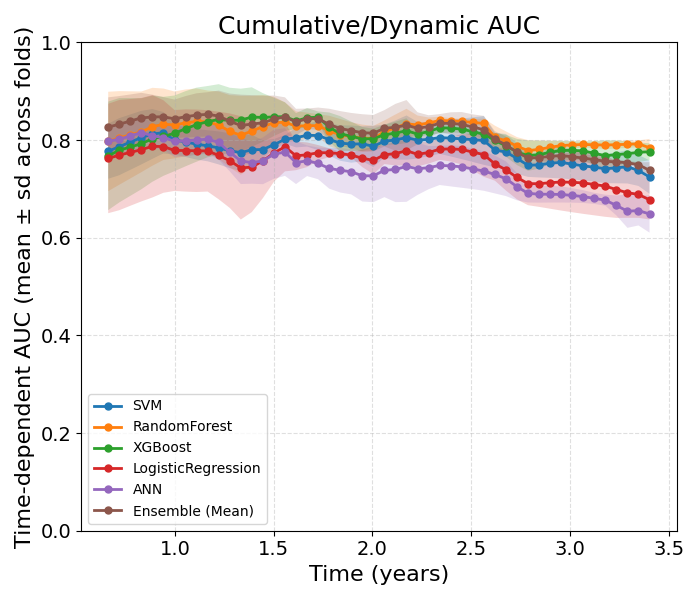 Cumulative/Dynamic AUC
Time-dependent AUC (mean ± sd across folds)
1.0
0.8
0.6
0.4
0.2
0.0
SVM
RandomForest
XGBoost
LogisticRegression
ANN
Ensemble (Mean)
1.0 1.5 2.0 2.5 3.0 3.5
Time (years)